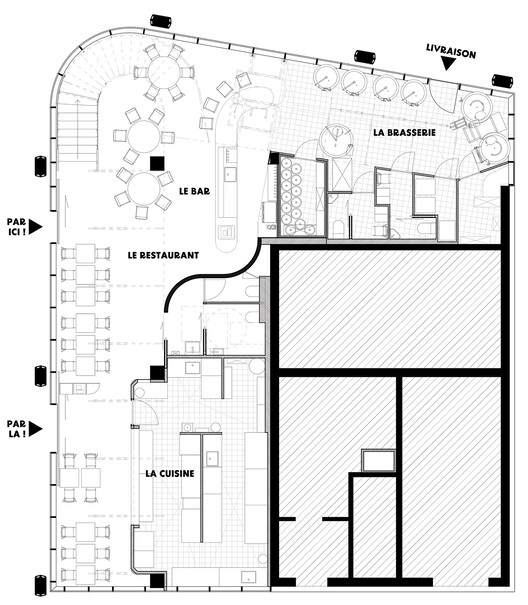 LIVRAISON
LA BRASSERIE
LE BAR
PAR
ICI !
LE RESTAURANT
PAR
LA !
LA CUISINE